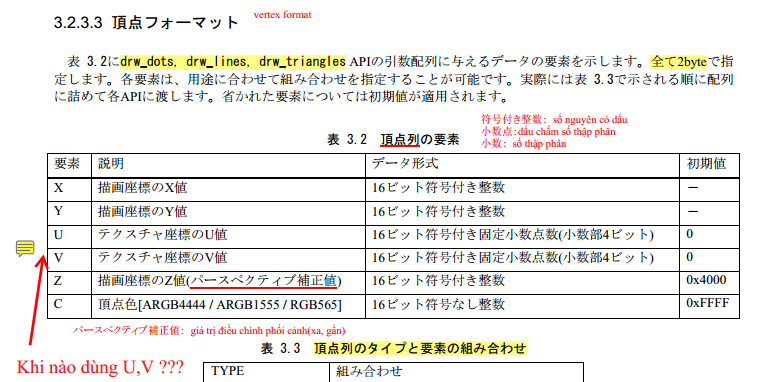 3.2.3.3 頂点フォーマット
vertex format
表 3.2にdrw_dots, drw_lines, drw_triangles APIの引数配列に与えるデータの要素を示します。全て2byteで指
定します。各要素は、用途に合わせて組み合わせを指定することが可能です。実際には表 3.3で示される順に配列
に詰めて各APIに渡します。省かれた要素については初期値が適用されます。
符号付き整数: số nguyên có dấu
小数点:dấu chấm số thập phân
小数: số thập phân
表 3.2 頂点列の要素
要素 説明 データ形式 初期値
X 描画座標のX値 16ビット符号付き整数 －
Y 描画座標のY値 16ビット符号付き整数 －
U テクスチャ座標のU値 16ビット符号付き固定小数点数(小数部4ビット) 0
V テクスチャ座標のV値 16ビット符号付き固定小数点数(小数部4ビット) 0
Z 描画座標のZ値(パースペクティブ補正値) 16ビット符号付き整数 0x4000
C 頂点色[ARGB4444 / ARGB1555 / RGB565] 16ビット符号なし整数 0xFFFF
パースペクティブ補正値: giá trị điều chỉnh phối cảnh(xa, gần)
表 3.3 頂点列のタイプと要素の組み合わせ
Khi nào dùng U,V ???
TYPE 組み合わせ